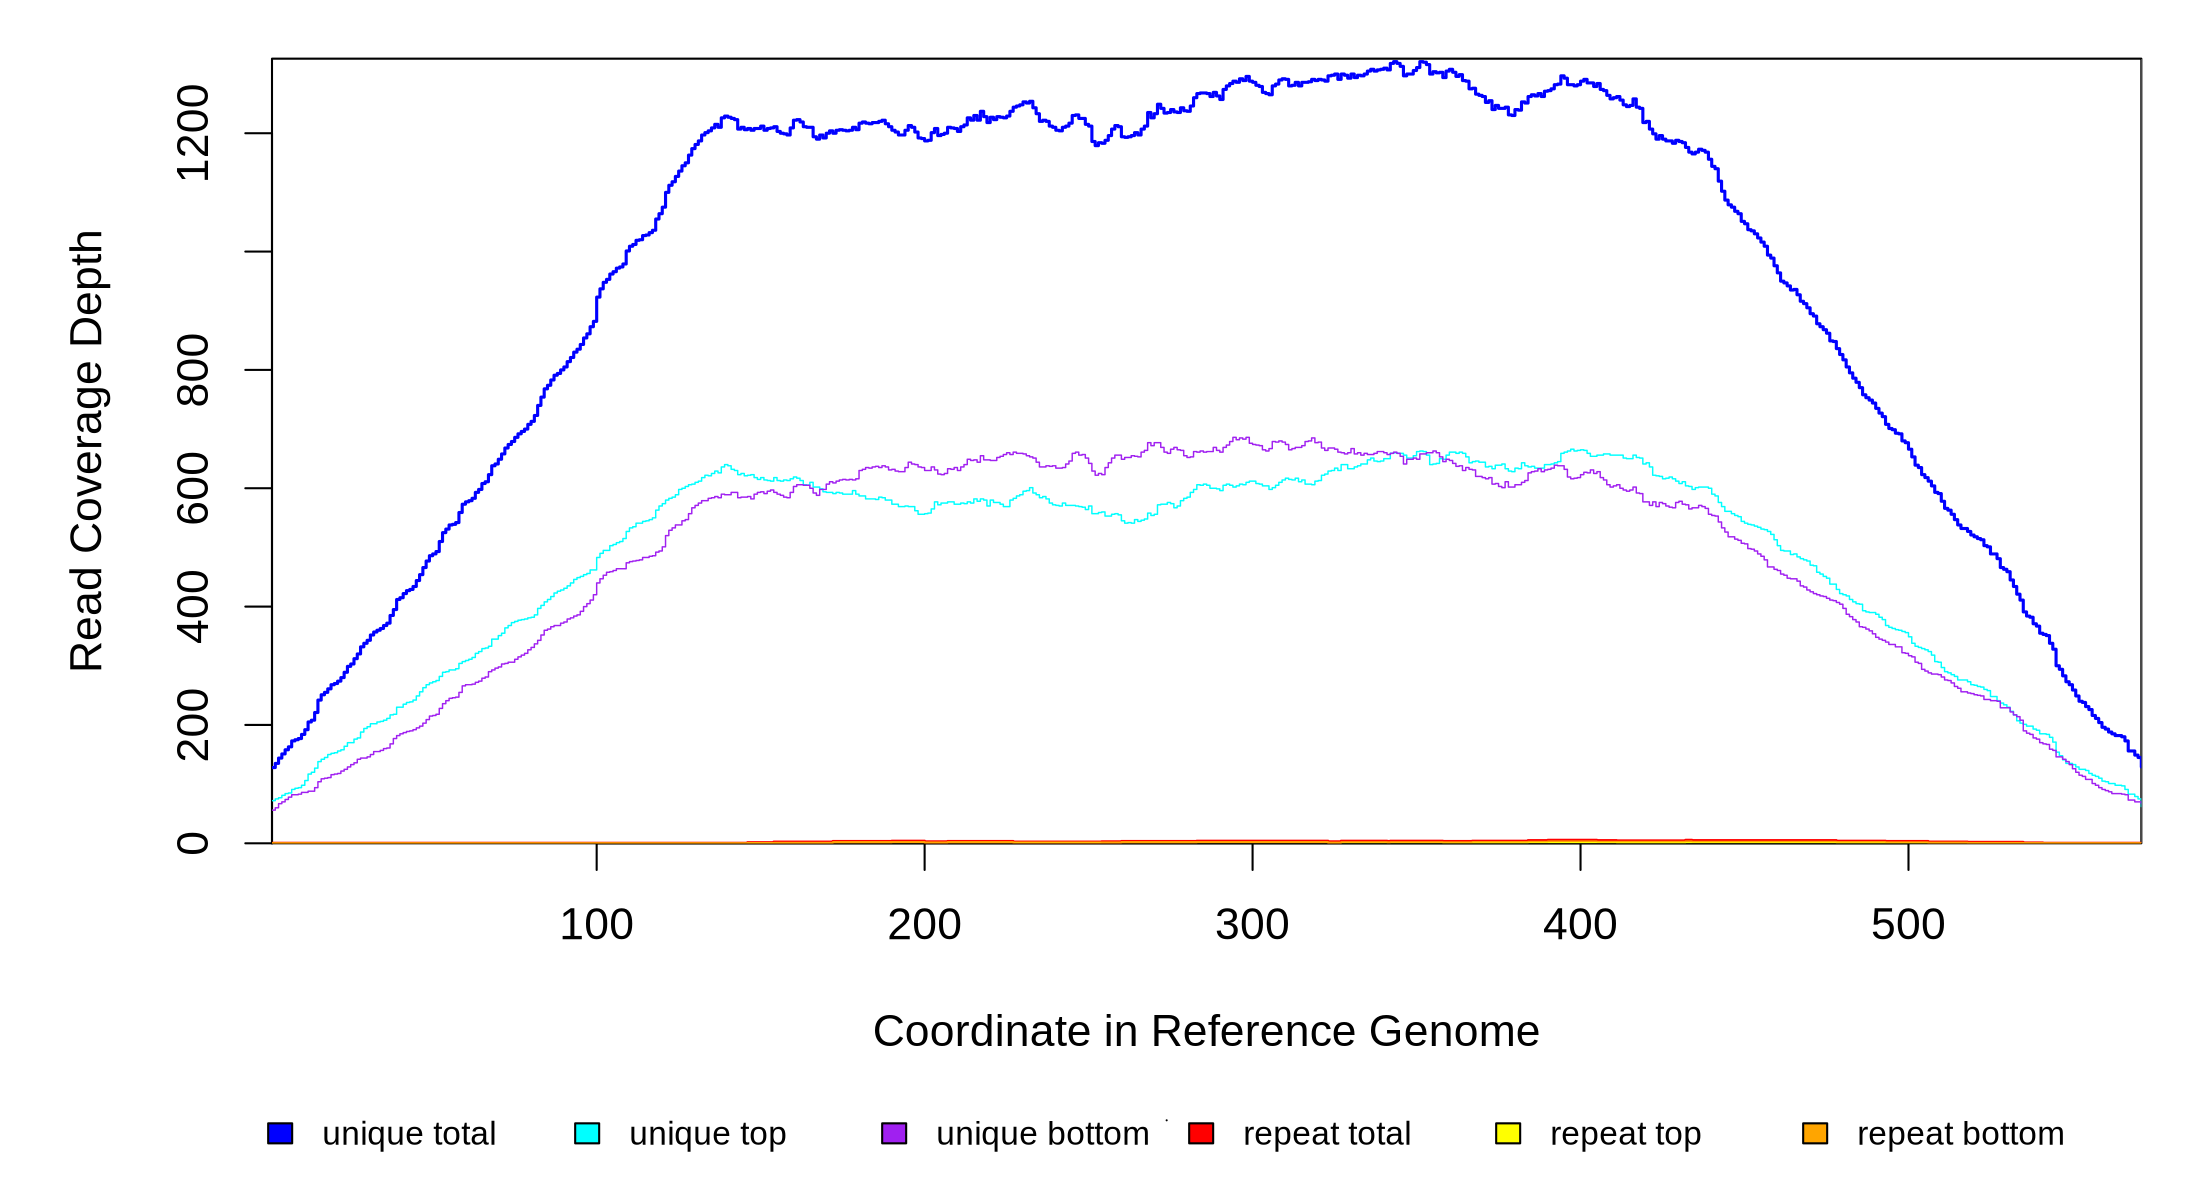 Read Coverage Depth
1200
800
600
400
200
0
100 200 300 400 500
Coordinate in Reference Genome
unique total unique top unique bottom repeat total repeat top repeat bottom